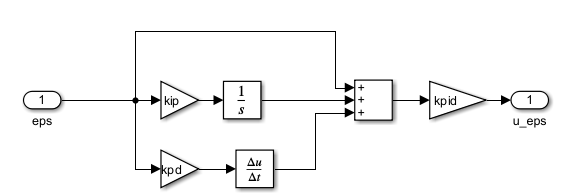 1
eps
kip
1
s
kpd
Δu
Δt
+
+
+
kpid
1
u_eps